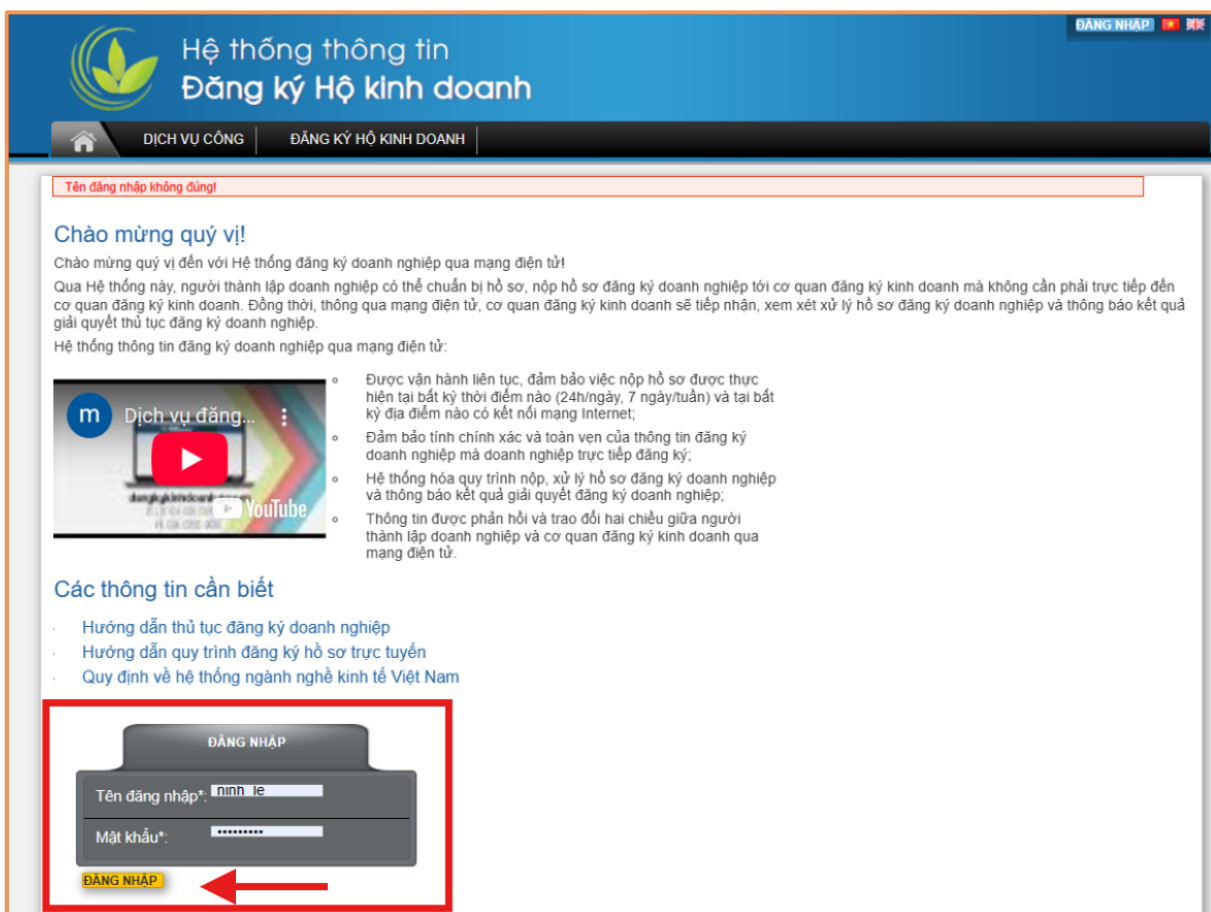 ĐĂNG NHẬP
Hệ thống thông tin
Đăng ký Hộ kinh doanh
DỊCH VỤ CÔNG
ĐĂNG KÝ HỘ KINH DOANH
Tên đăng nhập không đúng!
Chào mừng quý vị!
Chào mừng quý vị đến với Hệ thống đăng ký doanh nghiệp qua mạng điện tử!
Qua Hệ thống này, người thành lập doanh nghiệp có thể chuẩn bị hồ sơ, nộp hồ sơ đăng ký doanh nghiệp tới cơ quan đăng ký kinh doanh mà không cần phải trực tiếp đến
cơ quan đăng ký kinh doanh. Đồng thời, thông qua mạng điện tử, cơ quan đăng ký kinh doanh sẽ tiếp nhận, xem xét xử lý hồ sơ đăng ký doanh nghiệp và thông báo kết quả
giải quyết thủ tục đăng ký doanh nghiệp.
Hệ thống thông tin đăng ký doanh nghiệp qua mạng điện tử:
m Dịch vụ đăng...
YouTube
Được vận hành liên tục, đảm bảo việc nộp hồ sơ được thực
hiện tại bất kỳ thời điểm nào (24h/ngày, 7 ngày/tuần) và tại bất
kỳ địa điểm nào có kết nối mạng Internet;
Đảm bảo tính chính xác và toàn vẹn của thông tin đăng ký
doanh nghiệp mà doanh nghiệp trực tiếp đăng ký;
Hệ thống hóa quy trình nộp, xử lý hồ sơ đăng ký doanh nghiệp
và thông báo kết quả giải quyết đăng ký doanh nghiệp;
Thông tin được phản hồi và trao đổi hai chiều giữa người
thành lập doanh nghiệp và cơ quan đăng ký kinh doanh qua
mạng điện tử.
Các thông tin cần biết
Hướng dẫn thủ tục đăng ký doanh nghiệp
Hướng dẫn quy trình đăng ký hồ sơ trực tuyến
Quy định về hệ thống ngành nghề kinh tế Việt Nam
ĐĂNG NHẬP
Tên đăng nhập*: ninh_le
Mật khẩu*: •••••••••
ĐĂNG NHẬP